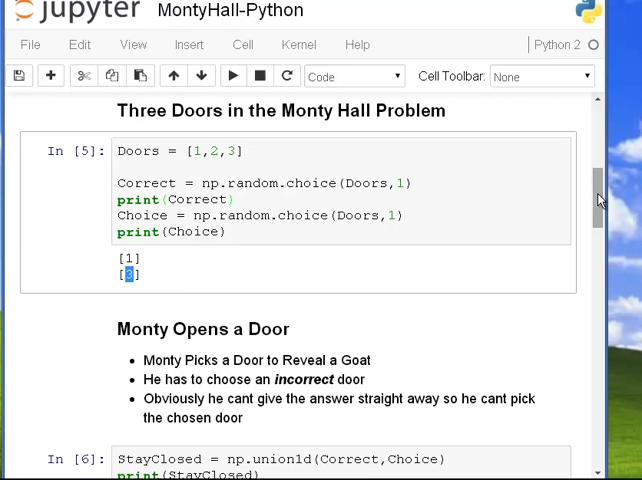 jupyter MontyHall-Python
File Edit View Insert Cell Kernel Help Python 2
Code Cell Toolbar: None
Three Doors in the Monty Hall Problem
In [5]: Doors = [1,2,3]
Correct = np.random.choice(Doors,1)
print(Correct)
Choice = np.random.choice(Doors,1)
print(Choice)
[1]
[3]
Monty Opens a Door
• Monty Picks a Door to Reveal a Goat
• He has to choose an incorrect door
• Obviously he cant give the answer straight away so he cant pick
the chosen door
In [6]: StayClosed = np.union1d(Correct,Choice)
print(StayClosed)